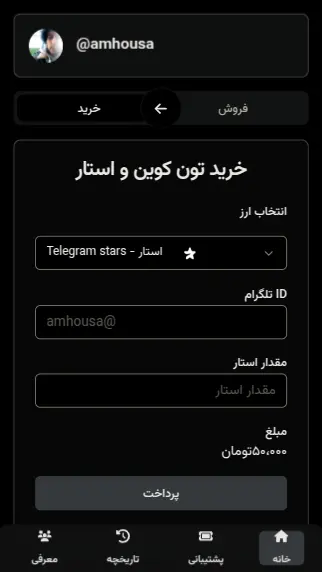 @amhousa
فروش
خرید
خرید تون کوین و استار
انتخاب ارز
استار - Telegram stars
ID تلگرام
amhousa@
مقدار استار
مقدار استار
مبلغ
۵۰,۰۰۰تومان
پرداخت
خانه
پشتیبانی
تاریخچه
معرفی